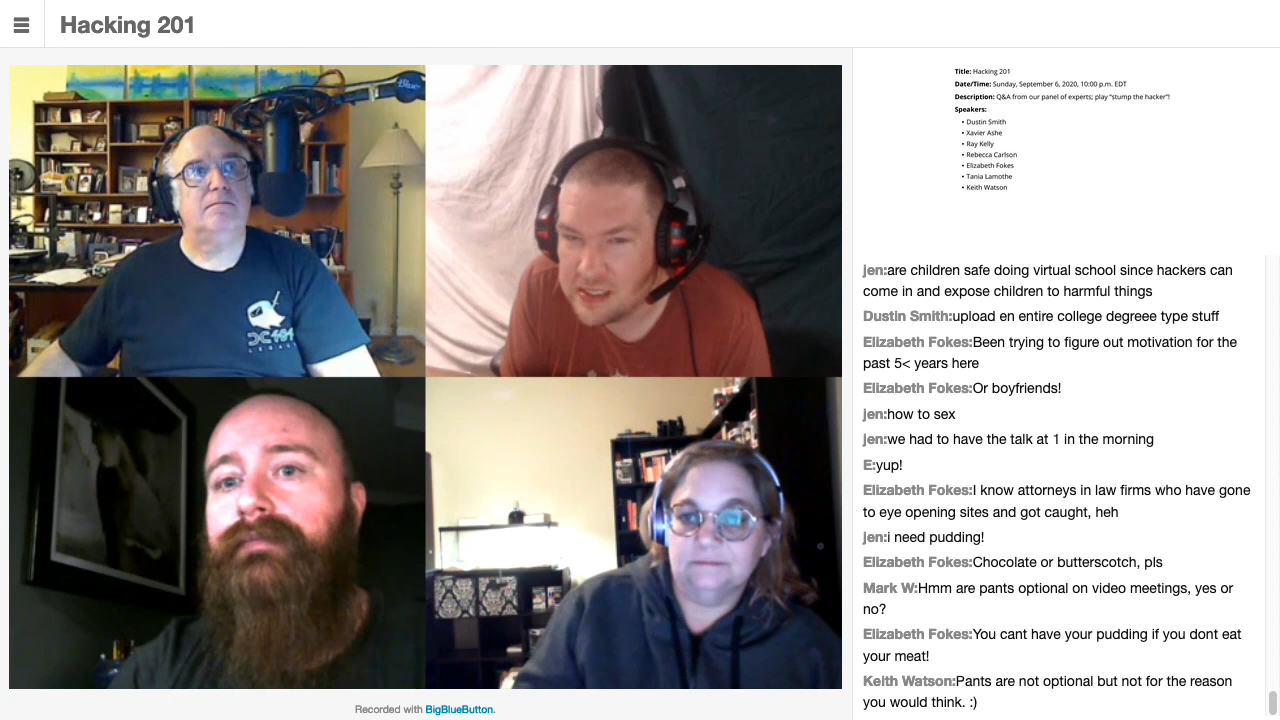 Hacking 201
Blue
DC404
LEGACY
Recorded with BigBlueButton.
Title: Hacking 201
Date/Time: Sunday, September 6, 2020, 10:00 p.m. EDT
Description: Q&A from our panel of experts; play "stump the hacker"!
Speakers:
• Dustin Smith
• Xavier Ashe
• Ray Kelly
• Rebecca Carlson
• Elizabeth Fokes
• Tania Lamothe
• Keith Watson
jen:are children safe doing virtual school since hackers can
come in and expose children to harmful things
Dustin Smith:upload en entire college degreee type stuff
Elizabeth Fokes:Been trying to figure out motivation for the
past 5< years here
Elizabeth Fokes:Or boyfriends!
jen:how to sex
jen:we had to have the talk at 1 in the morning
E:yup!
Elizabeth Fokes:I know attorneys in law firms who have gone
to eye opening sites and got caught, heh
jen:i need pudding!
Elizabeth Fokes:Chocolate or butterscotch, pls
Mark W:Hmm are pants optional on video meetings, yes or
no?
Elizabeth Fokes:You cant have your pudding if you dont eat
your meat!
Keith Watson:Pants are not optional but not for the reason
you would think. :)